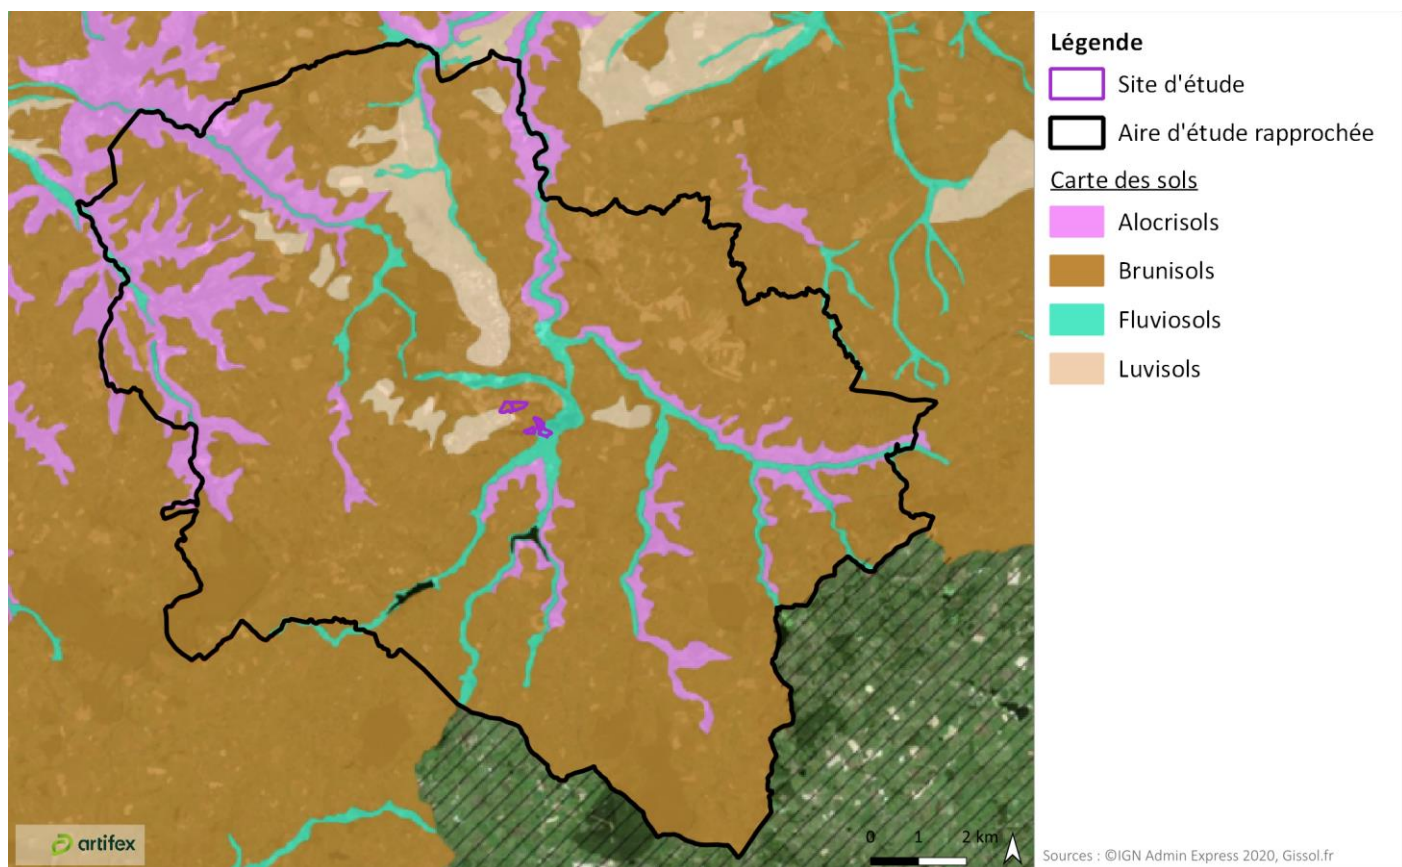 Légende
Site d'étude
Aire d'étude rapprochée
Carte des sols
Alocrisols
Brunisols
Fluviosols
Luvisols
artifex
0 1 2 km
Sources : ©IGN Admin Express 2020, Gissol.fr